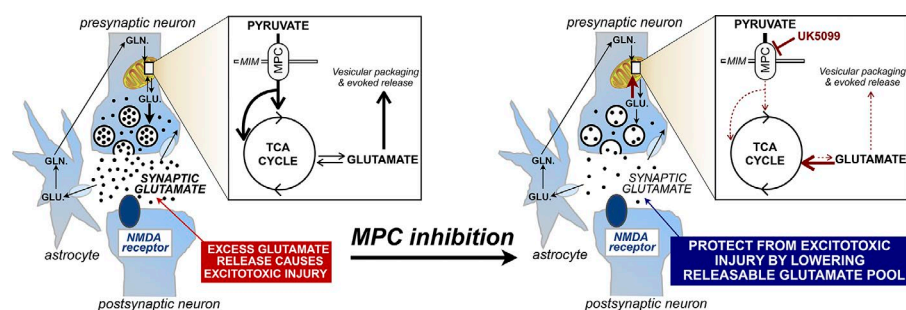 presynaptic neuron
GLN.
GLU.
GLN.
GLU.
SYNAPTIC
GLUTAMATE
NMDA
receptor
astrocyte
postsynaptic neuron
EXCESS GLUTAMATE
RELEASE CAUSES
EXCITOTOXIC INJURY
PYRUVATE
MPC
MIM
Vesicular packaging
& evoked release
TCA
CYCLE
GLUTAMATE
MPC inhibition
presynaptic neuron
GLN.
GLU.
GLN.
GLU.
SYNAPTIC
GLUTAMATE
NMDA
receptor
astrocyte
postsynaptic neuron
PROTECT FROM EXCITOTOXIC
INJURY BY LOWERING
RELEASABLE GLUTAMATE POOL
PYRUVATE
UK5099
MPC
MIM
Vesicular packaging
& evoked release
TCA
CYCLE
GLUTAMATE